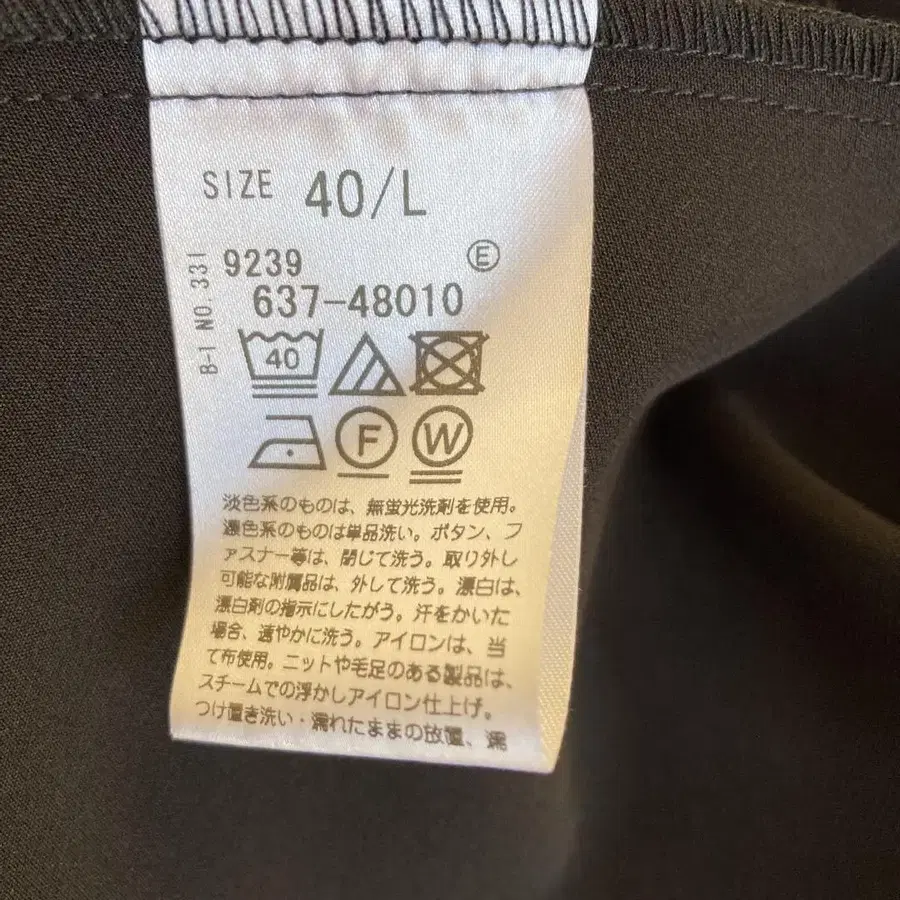 SIZE 40/L
B-I NO. 331
9239 E
637-48010
40
F W
淡色系のものは、無蛍光洗剤を使用。
濃色系のものは単品洗い。ボタン、フ
ァスナー等は、閉じて洗う。取り外し
可能な附属品は、外して洗う。漂白は、
漂白剤の指示にしたがう。汗をかいた
場合、速やかに洗う。アイロンは、当
て布使用。ニットや毛足のある製品は、
スチームでの浮かしアイロン仕上げ。
つけ置き洗い・濡れたままの放置、濡